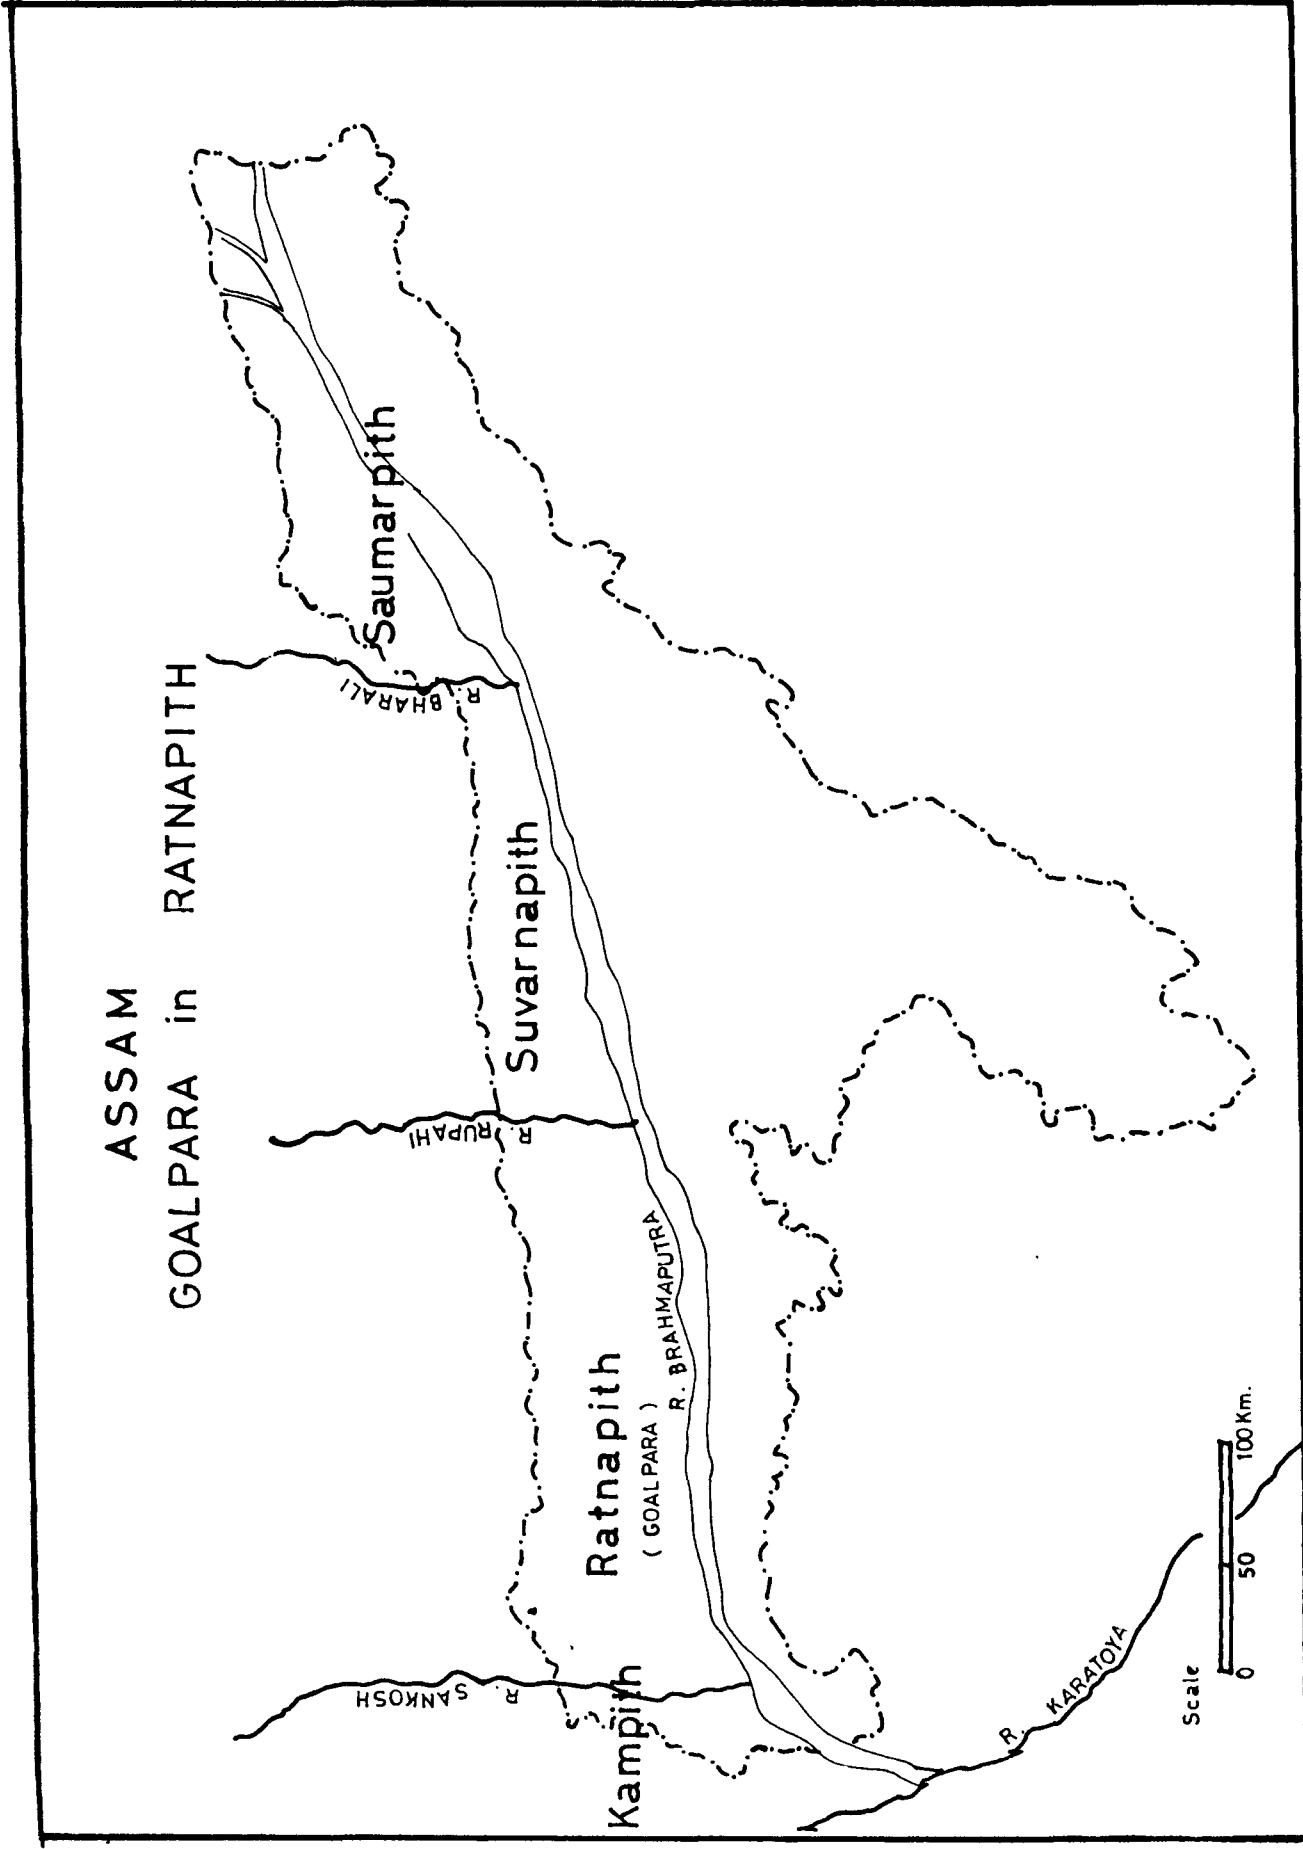 ASSAM
GOALPARA in RATNAPITH
Saumarpith
R. BHARALI
Suvarnapith
R. RUPAHI
R. BRAHMAPUTRA
Ratnapith
( GOALPARA )
R. SANKOSH
Kampith
R. KARATOYA
Scale
0 50 100 Km.